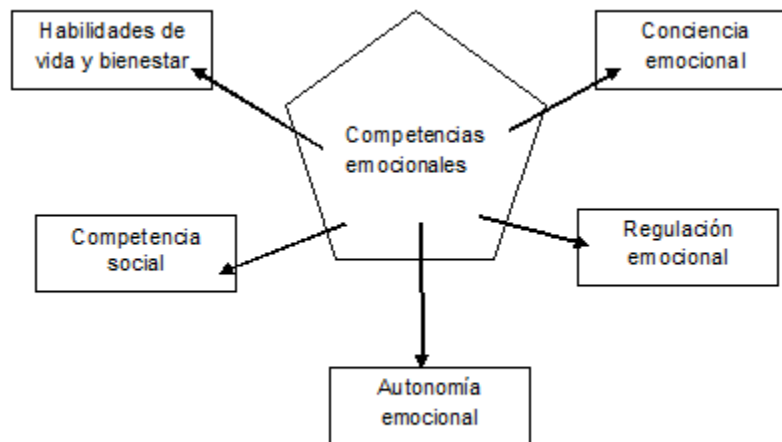 Habilidades de
vida y bienestar
Conciencia
emocional
Competencias
emocionales
Competencia
social
Regulación
emocional
Autonomía
emocional